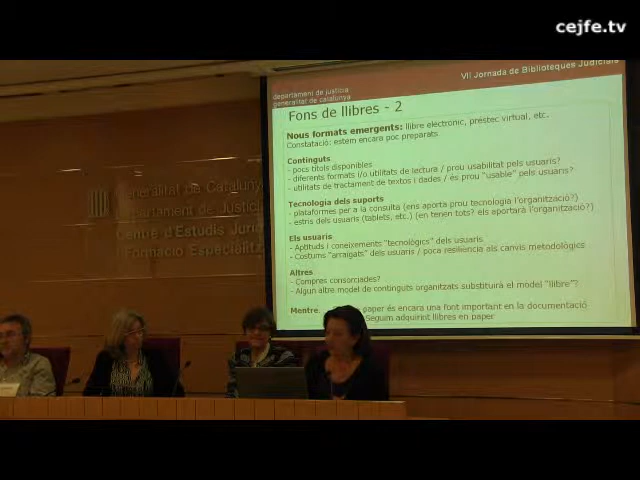 cejfe.tv
VII Jornada de Biblioteques Judicials
departament de justícia
generalitat de catalunya
Fons de llibres - 2
Nous formats emergents: llibre electrònic, préstec virtual, etc.
Constatació: estem encara poc preparats
Continguts
- pocs títols disponibles
- diferents formats i/o utilitats de lectura / prou usabilitat pels usuaris?
- utilitats de tractament de textos i dades / és prou "usable" pels usuaris?
Tecnologia dels suports
- plataformes per a la consulta (ens aporta prou tecnologia l'organització?)
- estris dels usuaris (tablets, etc.) (en tenen tots? els aportarà l'organització?)
Els usuaris
- Aptituds i coneixements "tecnològics" dels usuaris
- Costums "arraigats" dels usuaris / poca resiliència als canvis metodològics
Altres
- Compres consorciades?
- Algun altre model de continguts organitzats substituirà el model "llibre"?
Mentre paper és encara una font important en la documentació
Seguim adquirint llibres en paper
Generalitat de Catalunya
Departament de Justícia
Centre d'Estudis Jurí
i Formació Especialitz